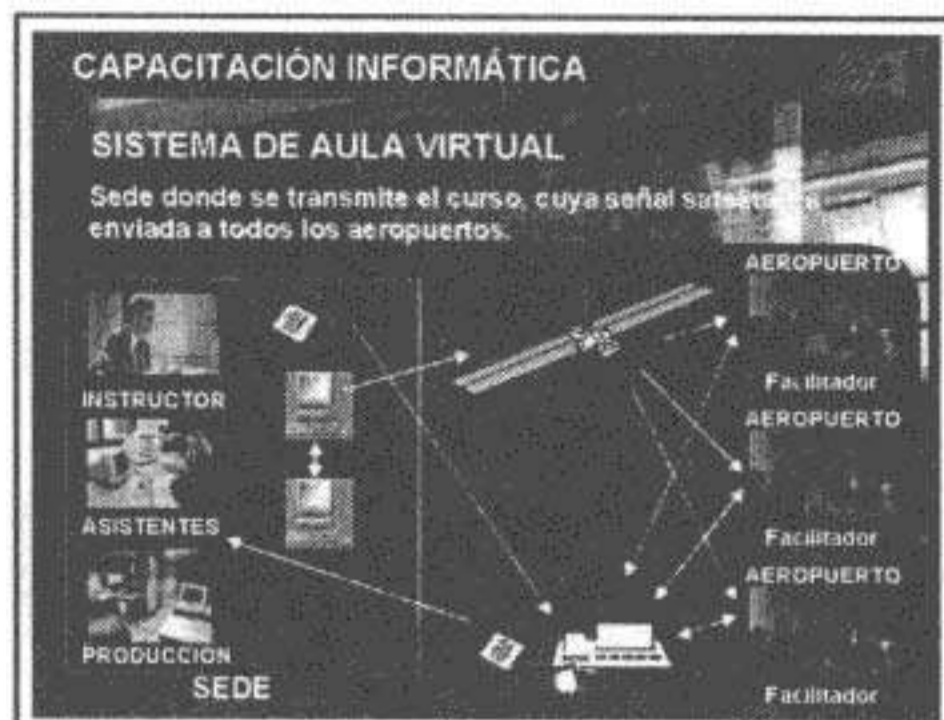 CAPACITACIÓN INFORMÁTICA
SISTEMA DE AULA VIRTUAL
Sede donde se transmite el curso, cuya señal
enviada a todos los aeropuertos.
AEROPUERTO
Facilitador
INSTRUCTOR
AEROPUERTO
Facilitador
ASISTENTES
AEROPUERTO
Facilitador
PRODUCCIÓN
SEDE